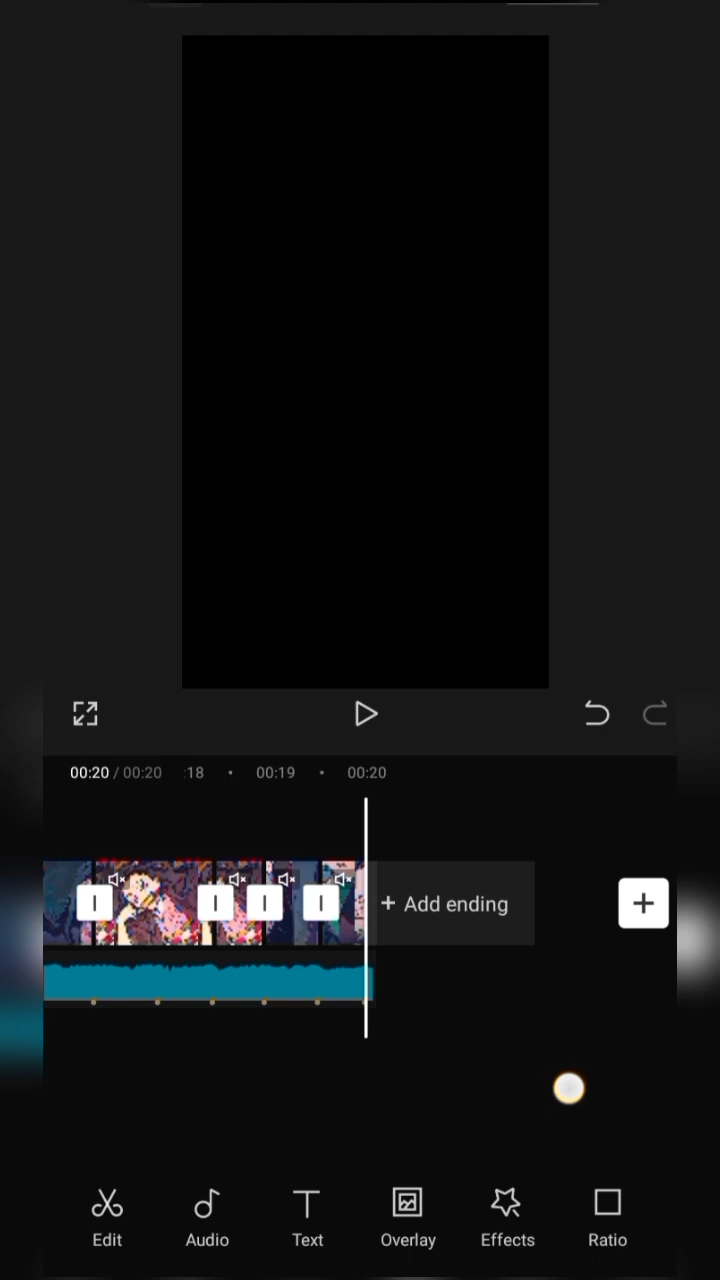 00:20 / 00:20 :18 • 00:19 • 00:20
+ Add ending
Edit Audio Text Overlay Effects Ratio